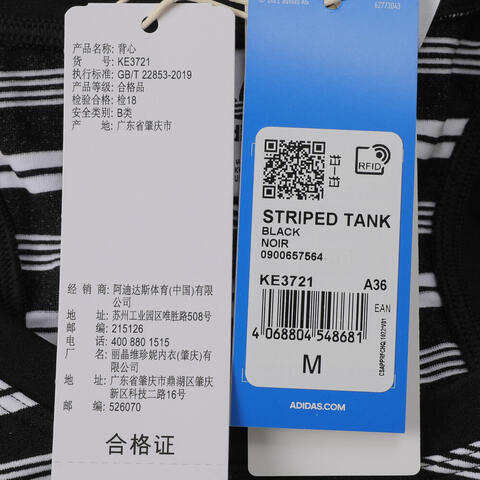 产品名称：背心
货　　号：KE3721
执行标准：GB/T 22853-2019
产品等级：合格品
检验合格：检18
安全类别：B类
产　　地：广东省肇庆市
经 销 商：阿迪达斯体育(中国)有限
公司
地　　址：苏州工业园区唯胜路508号
邮　　编：215126
电　　话：400 880 1515
厂　　名：丽晶维珍妮内衣(肇庆)有
限公司
地　　址：广东省肇庆市鼎湖区肇庆
新区科技二路16号
邮　　编：526070
合格证
62773043
扫一扫
RFID
STRIPED TANK
BLACK
NOIR
0900657564
KE3721 A36
EAN
4 068804 548681
M
ADIDAS.COM